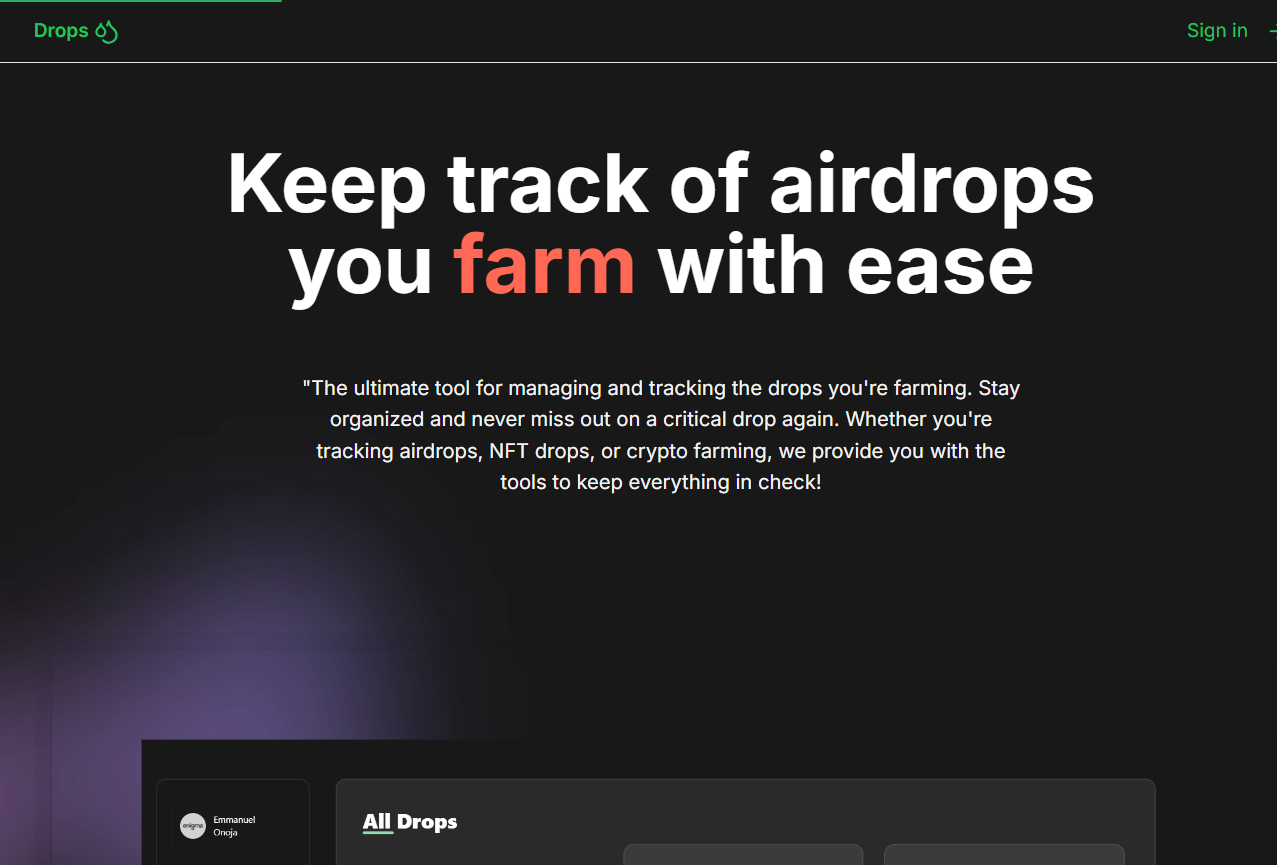 Drops
Sign in
Keep track of airdrops
you farm with ease
"The ultimate tool for managing and tracking the drops you're farming. Stay
organized and never miss out on a critical drop again. Whether you're
tracking airdrops, NFT drops, or crypto farming, we provide you with the
tools to keep everything in check!
enigma
Emmanuel
Onoja
All Drops